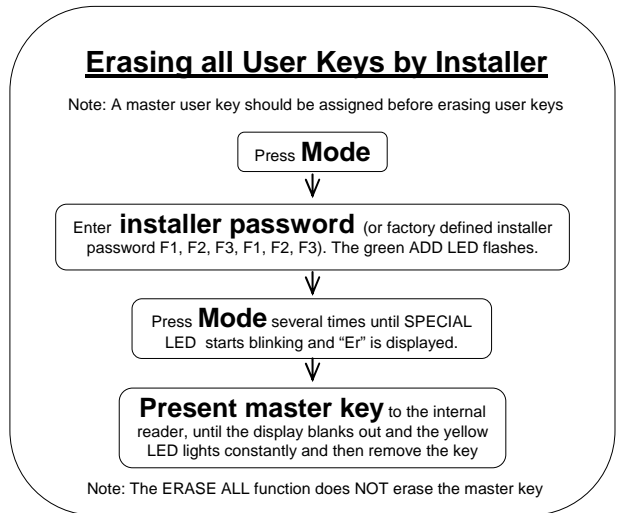 Erasing all User Keys by Installer
Note: A master user key should be assigned before erasing user keys
Press Mode
Enter installer password (or factory defined installer
password F1, F2, F3, F1, F2, F3). The green ADD LED flashes.
Press Mode several times until SPECIAL
LED starts blinking and “Er” is displayed.
Present master key to the internal
reader, until the display blanks out and the yellow
LED lights constantly and then remove the key
Note: The ERASE ALL function does NOT erase the master key